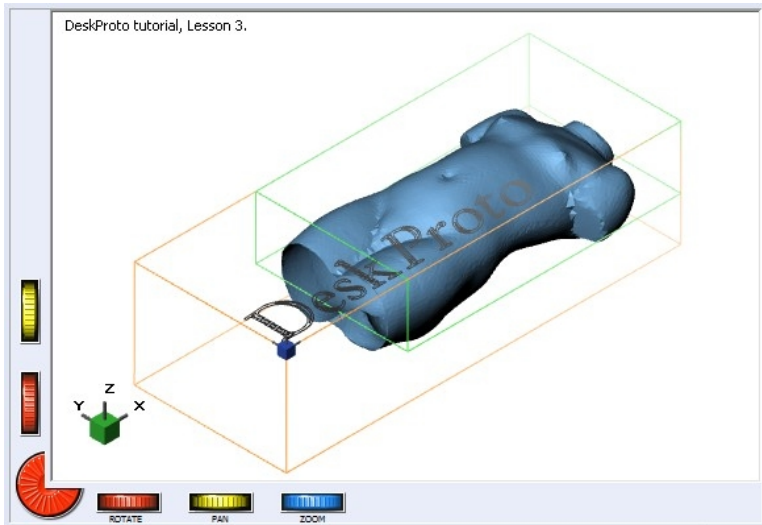 DeskProto tutorial, Lesson 3.
DeskProto
Z
Y X
ROTATE PAN ZOOM